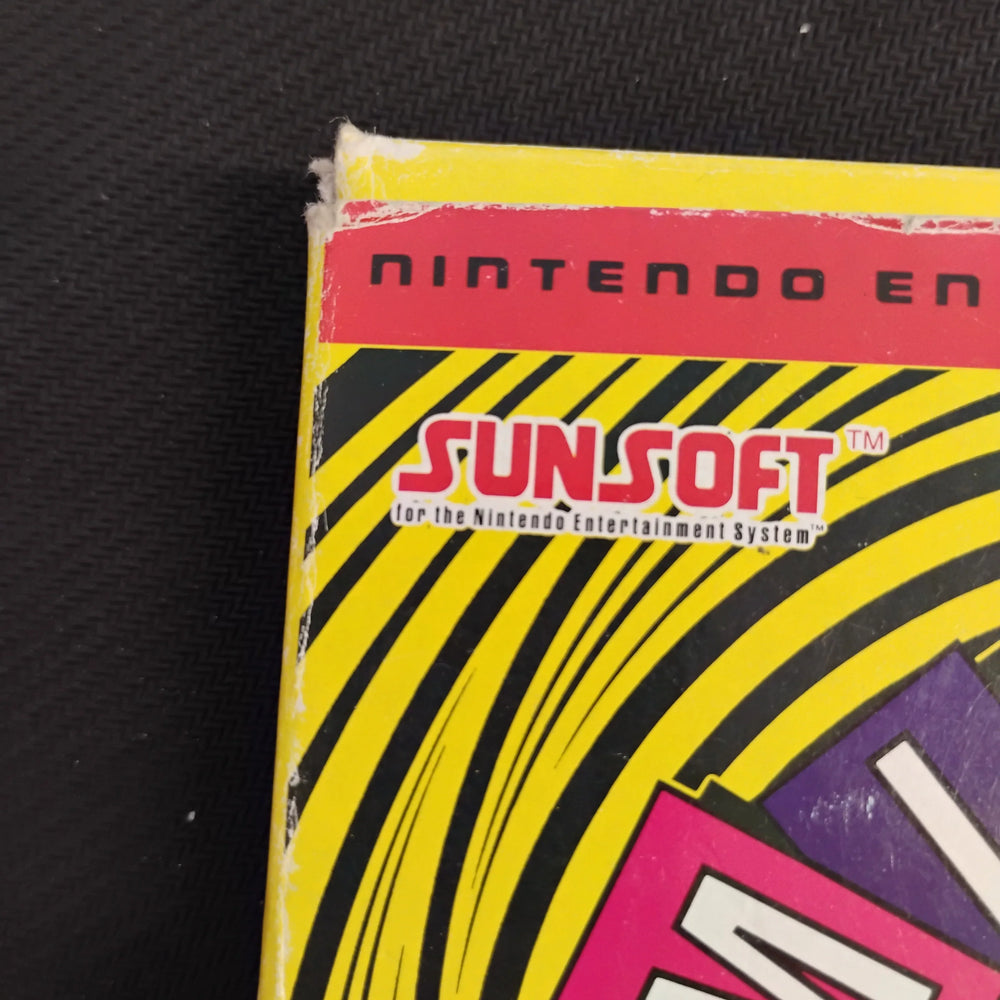 NINTENDO EN
SUNSOFT™
for the Nintendo Entertainment System™